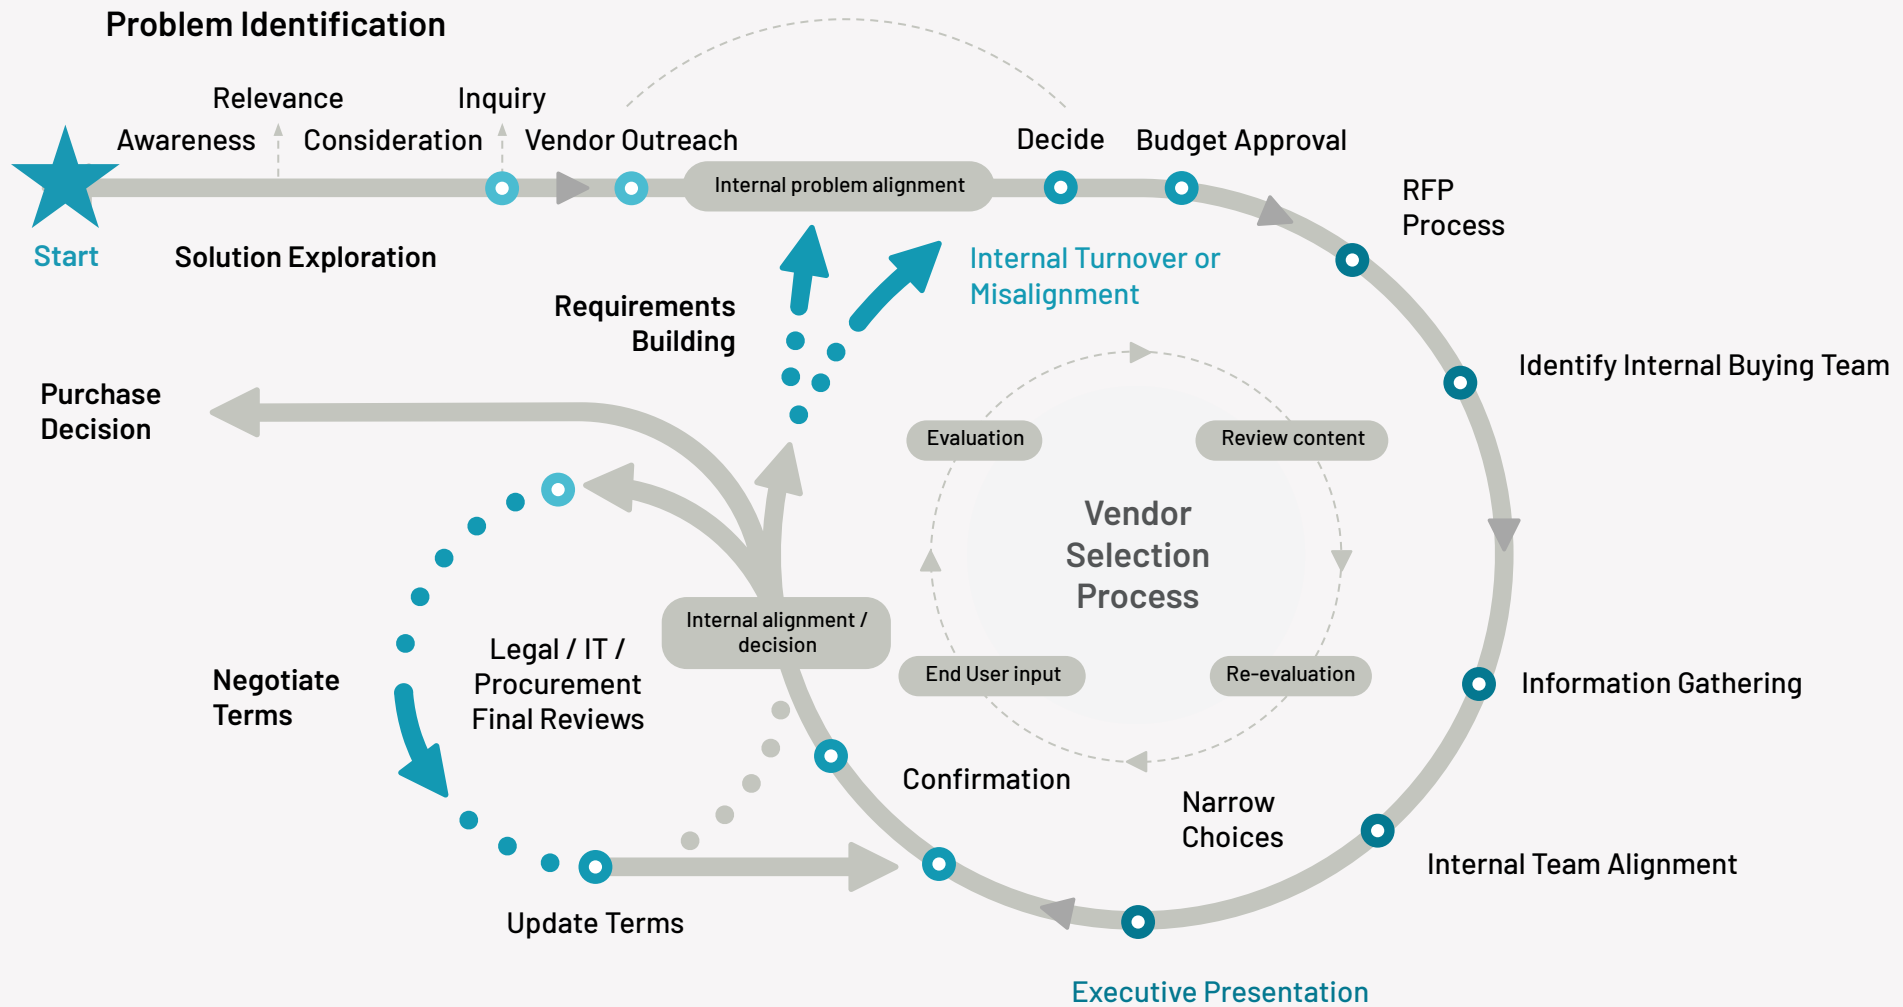 Problem Identification
Relevance
Inquiry
Awareness
Consideration
Vendor Outreach
Decide
Budget Approval
Internal problem alignment
RFP
Process
Start
Solution Exploration
Internal Turnover or
Misalignment
Requirements
Building
Identify Internal Buying Team
Purchase
Decision
Evaluation
Review content
Vendor
Selection
Process
Internal alignment /
decision
Legal / IT /
Procurement
Final Reviews
Negotiate
Terms
End User input
Re-evaluation
Information Gathering
Confirmation
Narrow
Choices
Internal Team Alignment
Update Terms
Executive Presentation